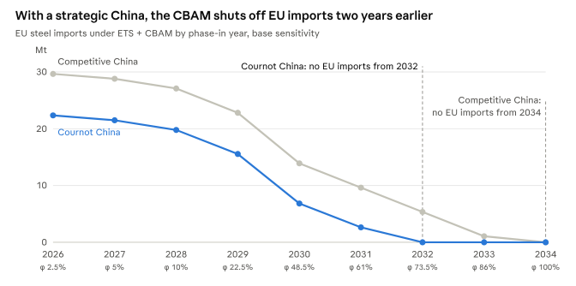 With a strategic China, the CBAM shuts off EU imports two years earlier
EU steel imports under ETS + CBAM by phase-in year, base sensitivity
Mt
Competitive China
Cournot China: no EU imports from 2032
30
Competitive China:
no EU imports from 2034
20
Cournot China
10
0
2026 2027 2028 2029 2030 2031 2032 2033 2034
φ 2.5% φ 5% φ 10% φ 22.5% φ 48.5% φ 61% φ 73.5% φ 86% φ 100%